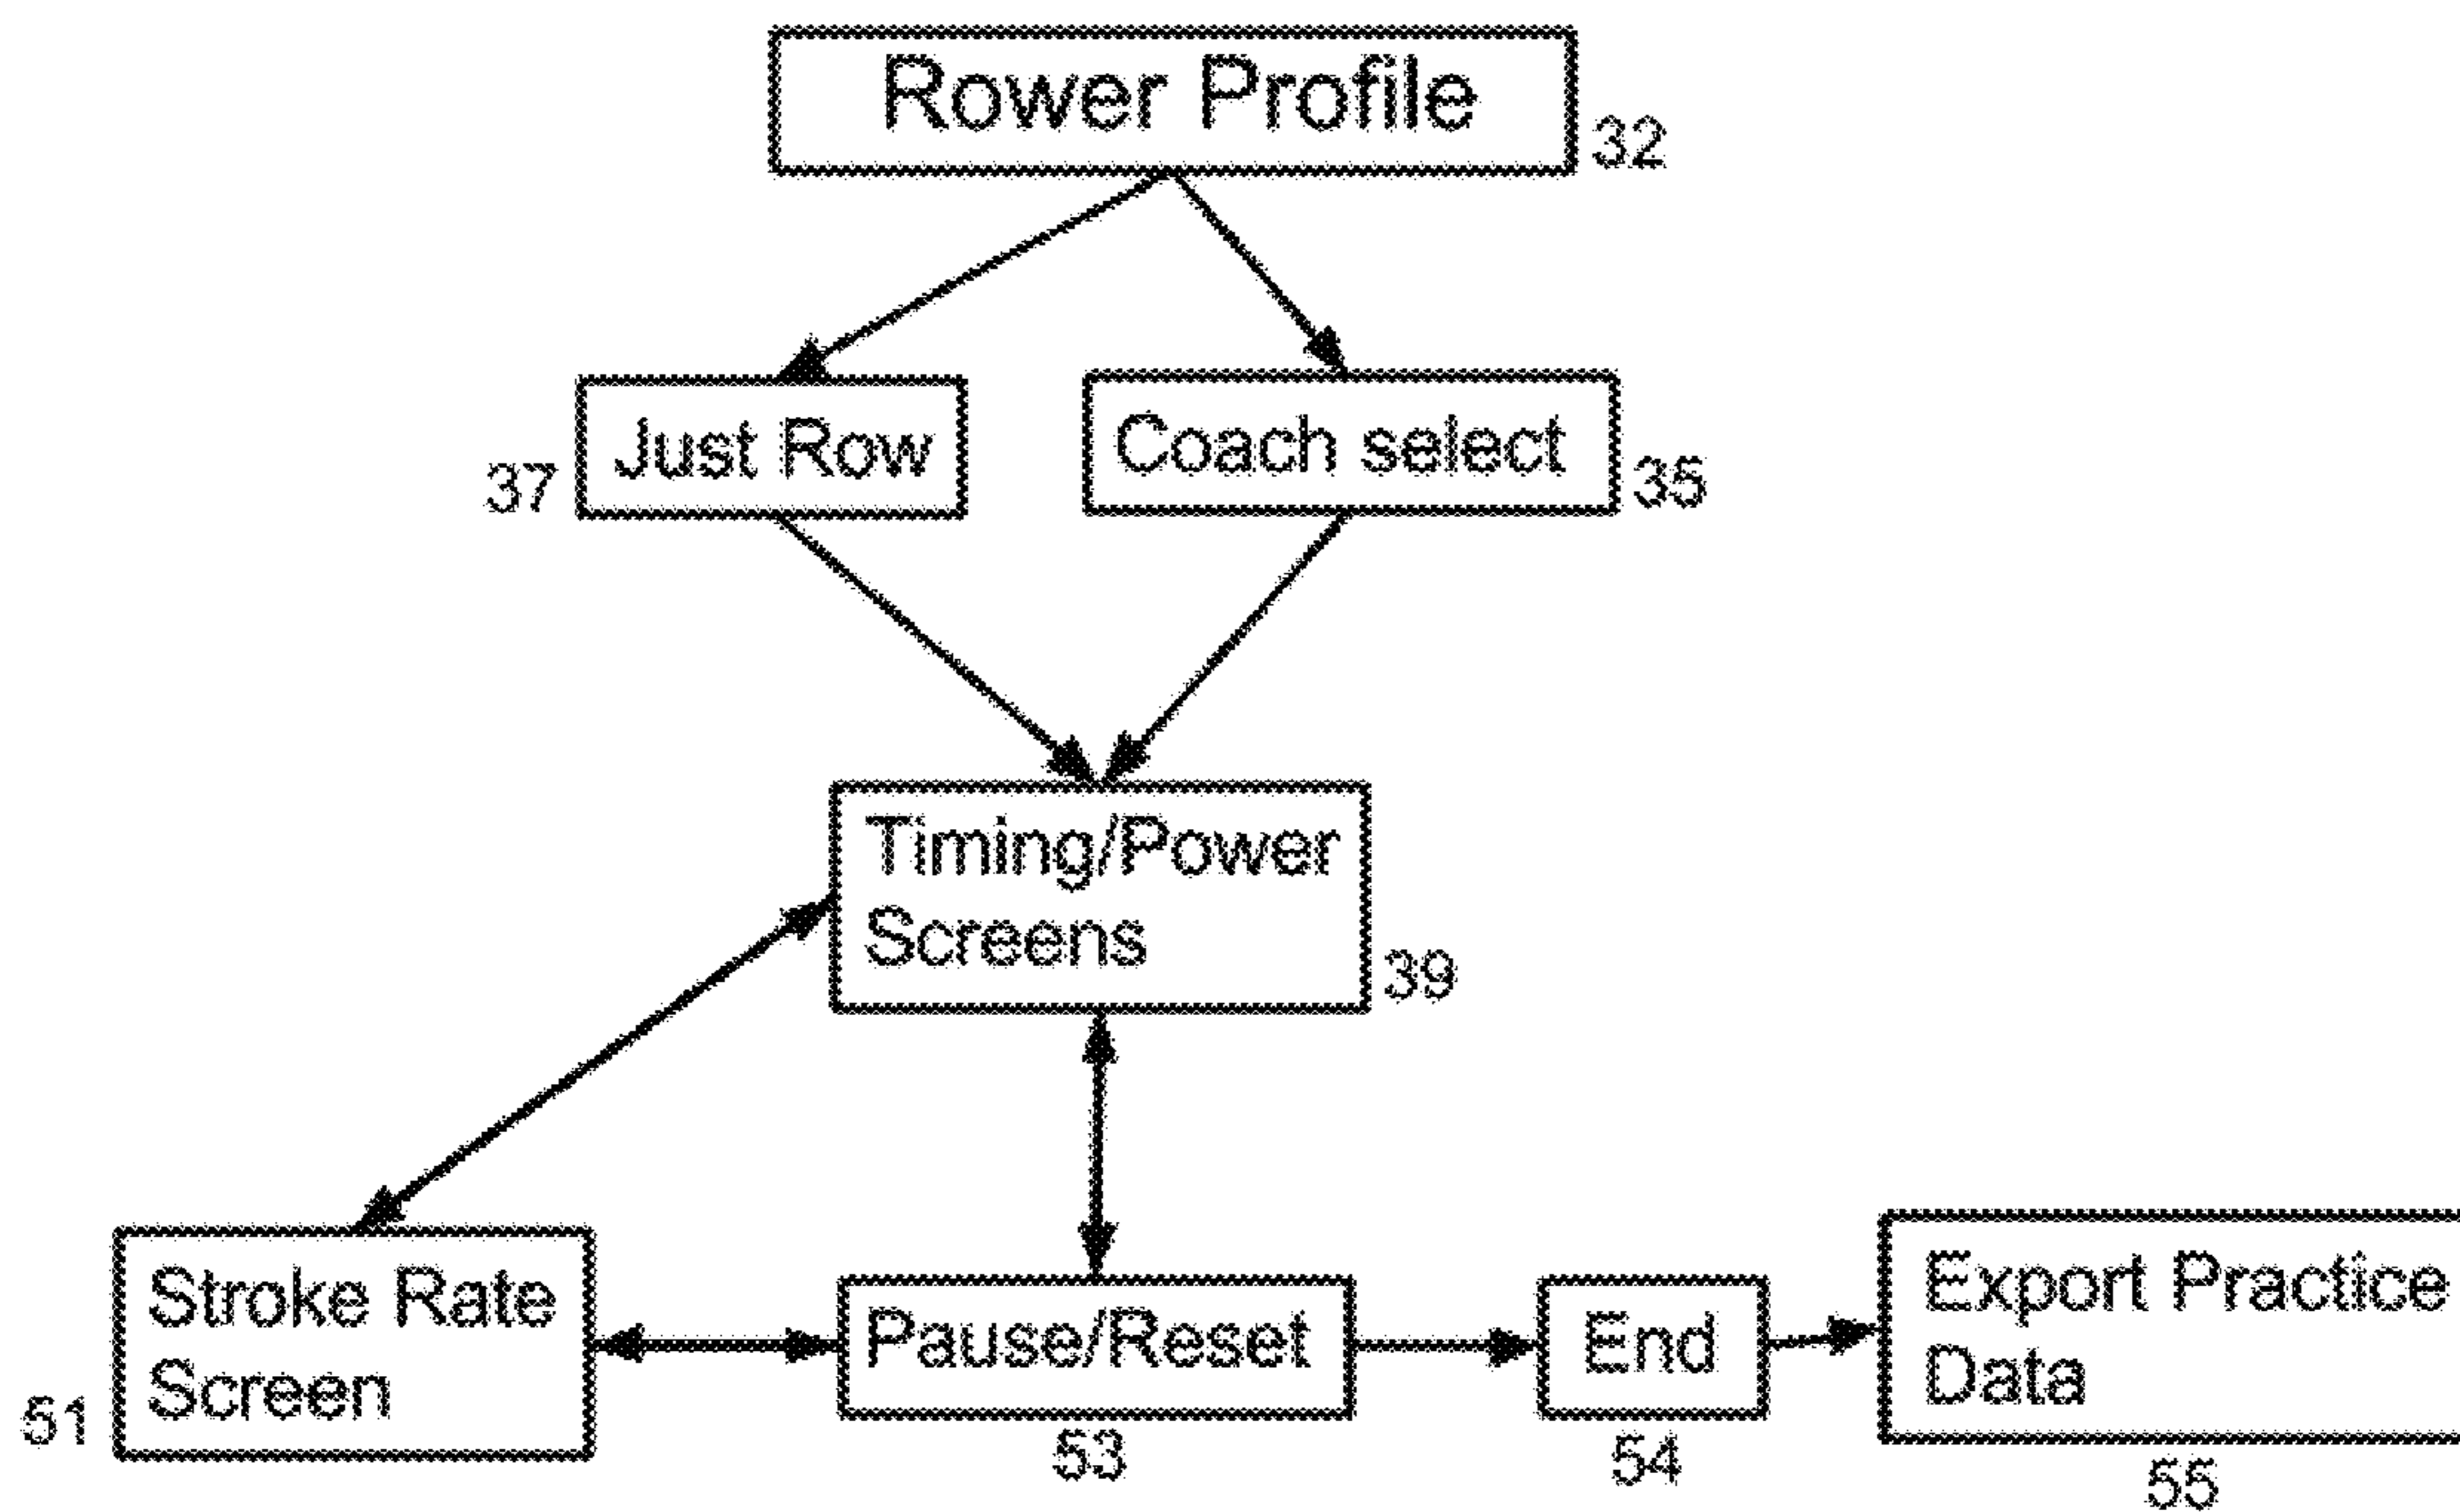 Rower Profile
32
Just Row
37
Coach select
35
Timing/Power
Screens
39
Stroke Rate
Screen
51
Pause/Reset
53
End
54
Export Practice
Data
55